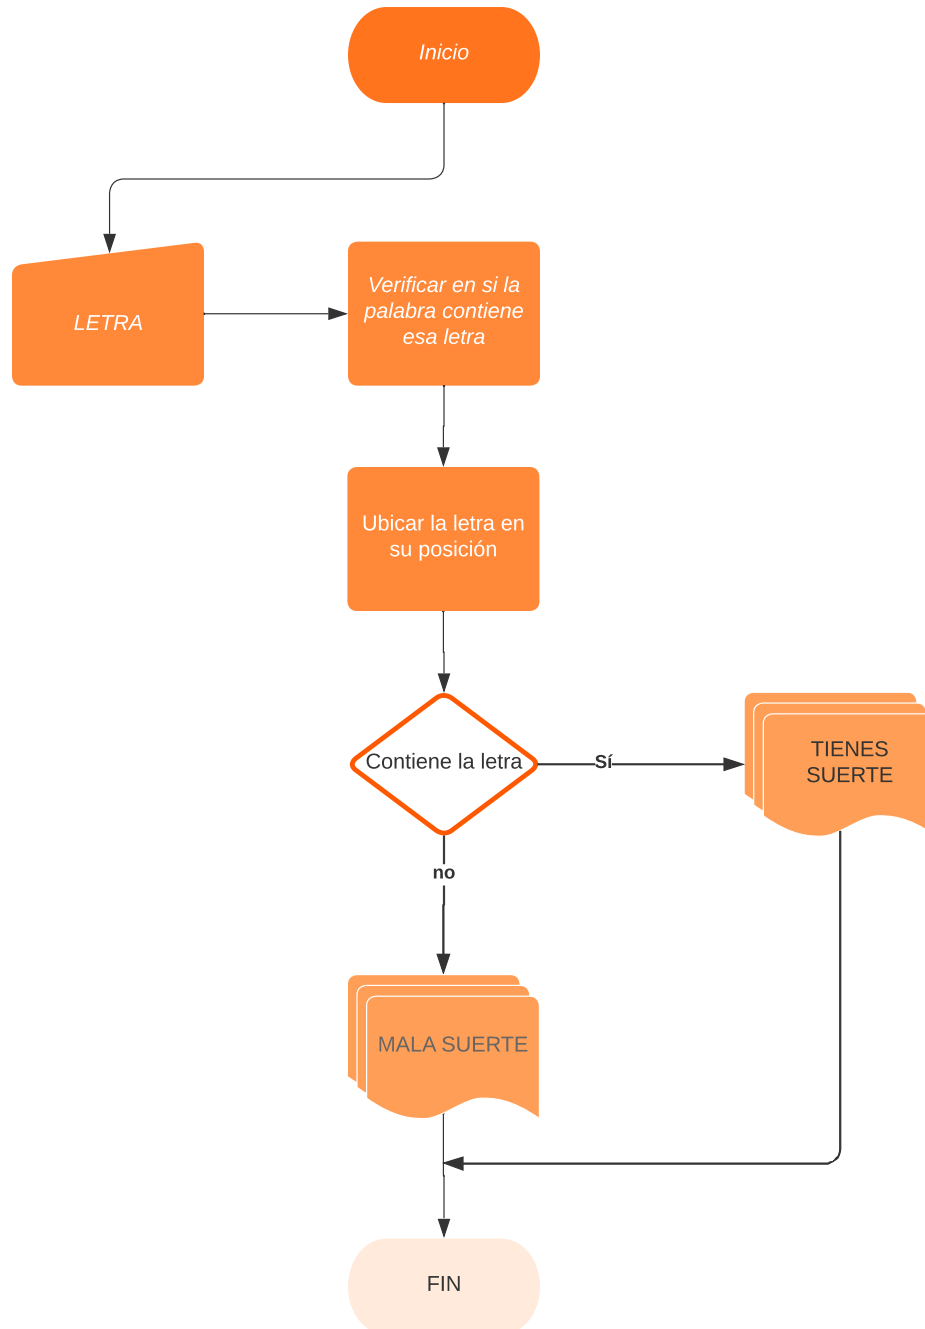 Inicio
LETRA
Verificar en si la
palabra contiene
esa letra
Ubicar la letra en
su posición
Contiene la letra
Sí
TIENES
SUERTE
no
MALA SUERTE
FIN